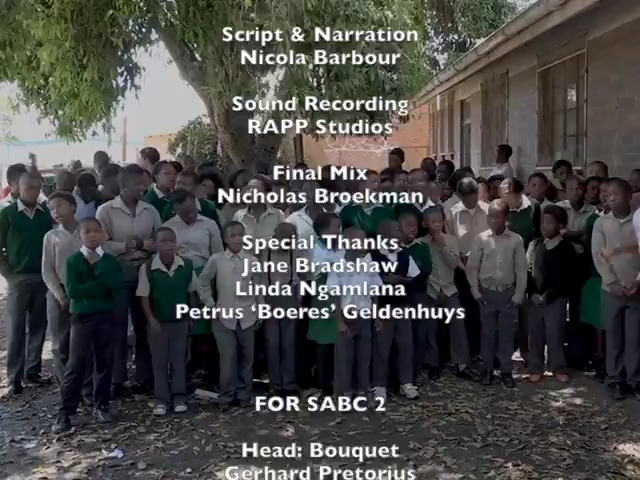 Script & Narration
Nicola Barbour
Sound Recording
RAPP Studios
Final Mix
Nicholas Broekman
Special Thanks
Jane Bradshaw
Linda Ngamlana
Petrus ‘Boeres’ Geldenhuys
FOR SABC 2
Head: Bouquet
Gerhard Pretorius